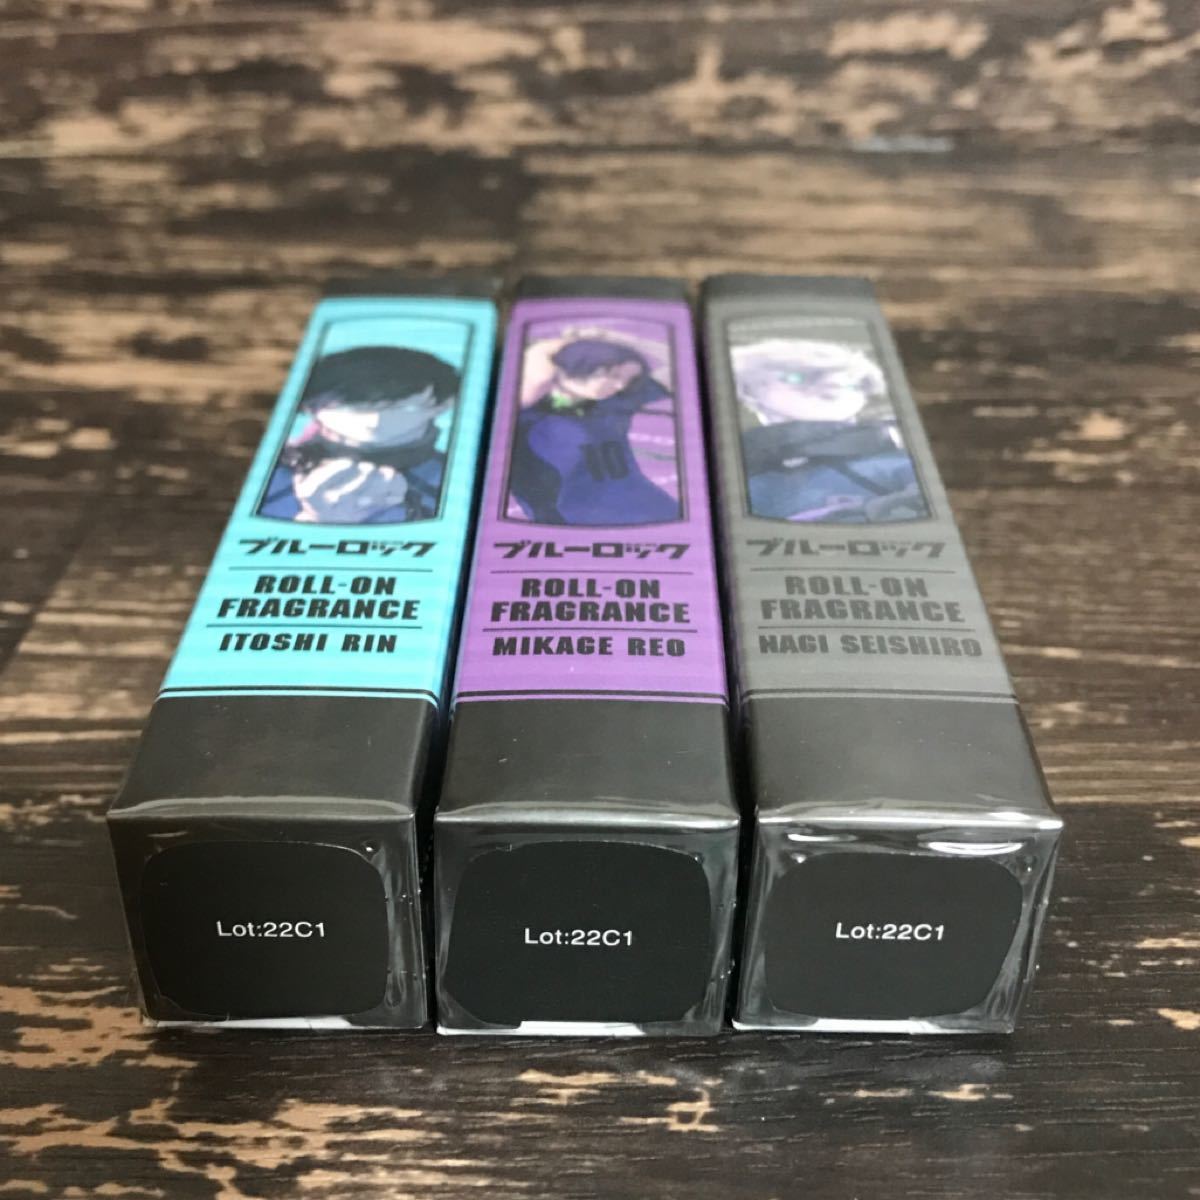 ブルーロック
ROLL-ON
FRAGRANCE
ITOSHI RIN
Lot:22C1
ブルーロック
10
ROLL-ON
FRAGRANCE
MIKAGE REO
Lot:22C1
ブルーロック
ROLL-ON
FRAGRANCE
NAGI SEISHIRO
Lot:22C1